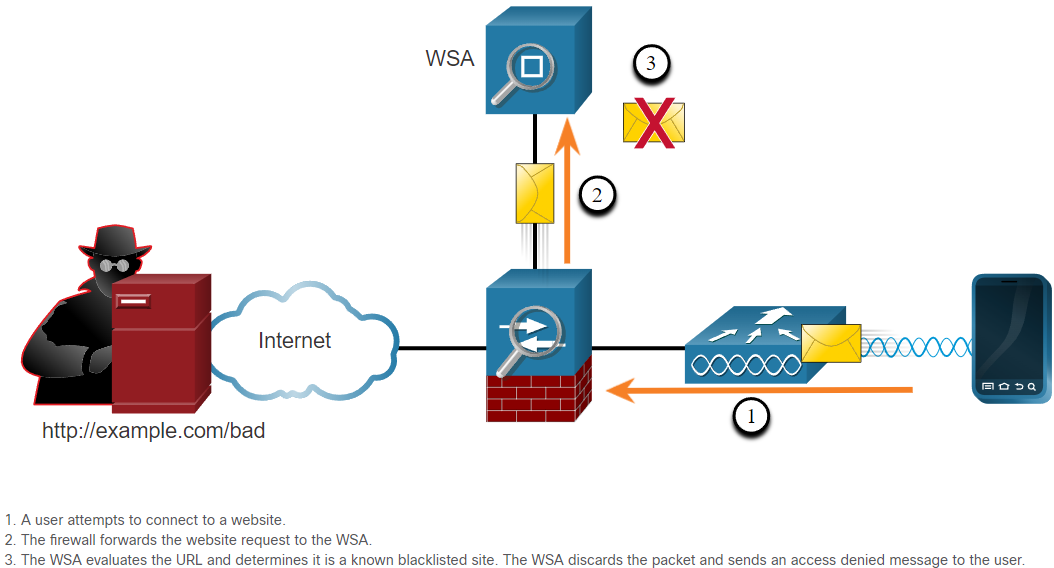 WSA
3
2
Internet
1
http://example.com/bad
1. A user attempts to connect to a website.
2. The firewall forwards the website request to the WSA.
3. The WSA evaluates the URL and determines it is a known blacklisted site. The WSA discards the packet and sends an access denied message to the user.